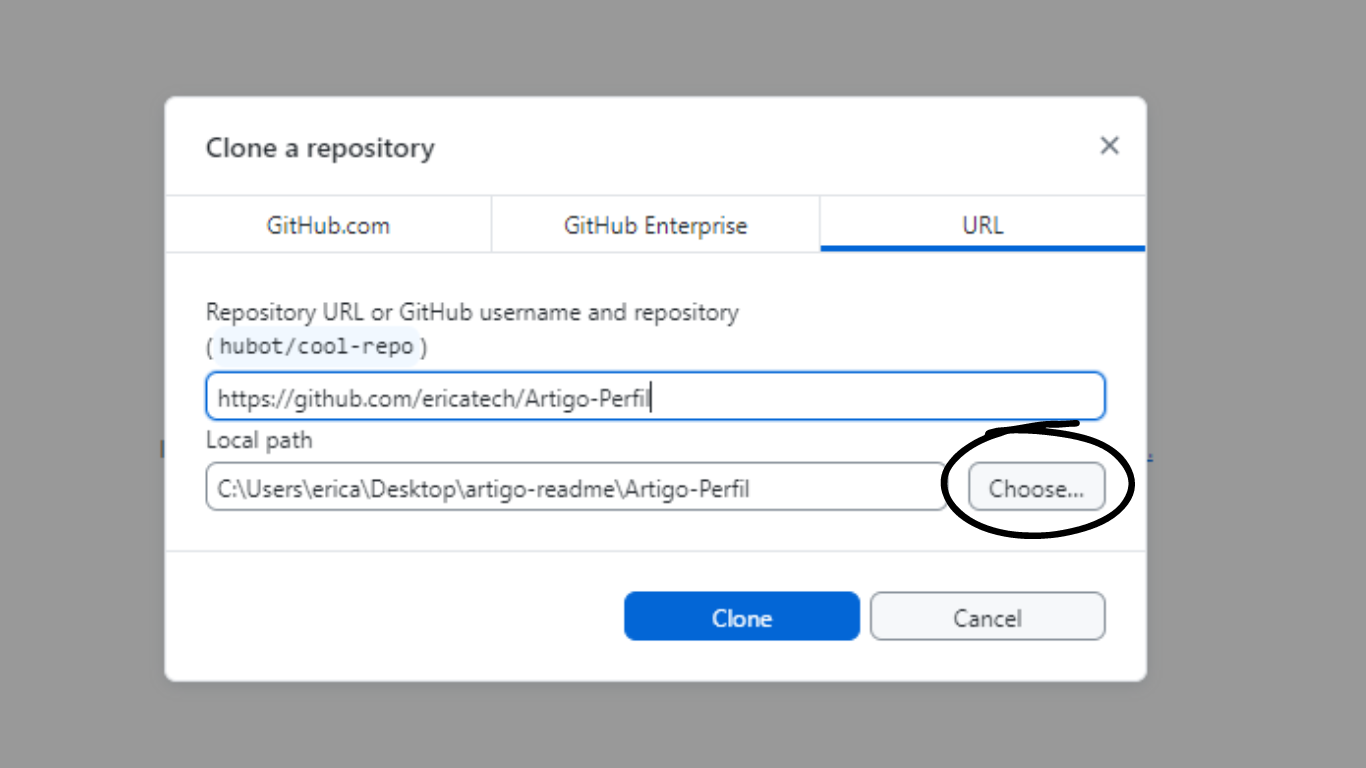 Clone a repository
GitHub.com
GitHub Enterprise
URL
Repository URL or GitHub username and repository
( hubot/cool-repo )
https://github.com/ericatech/Artigo-Perfil
Local path
C:\Users\erica\Desktop\artigo-readme\Artigo-Perfil
Choose...
Clone
Cancel